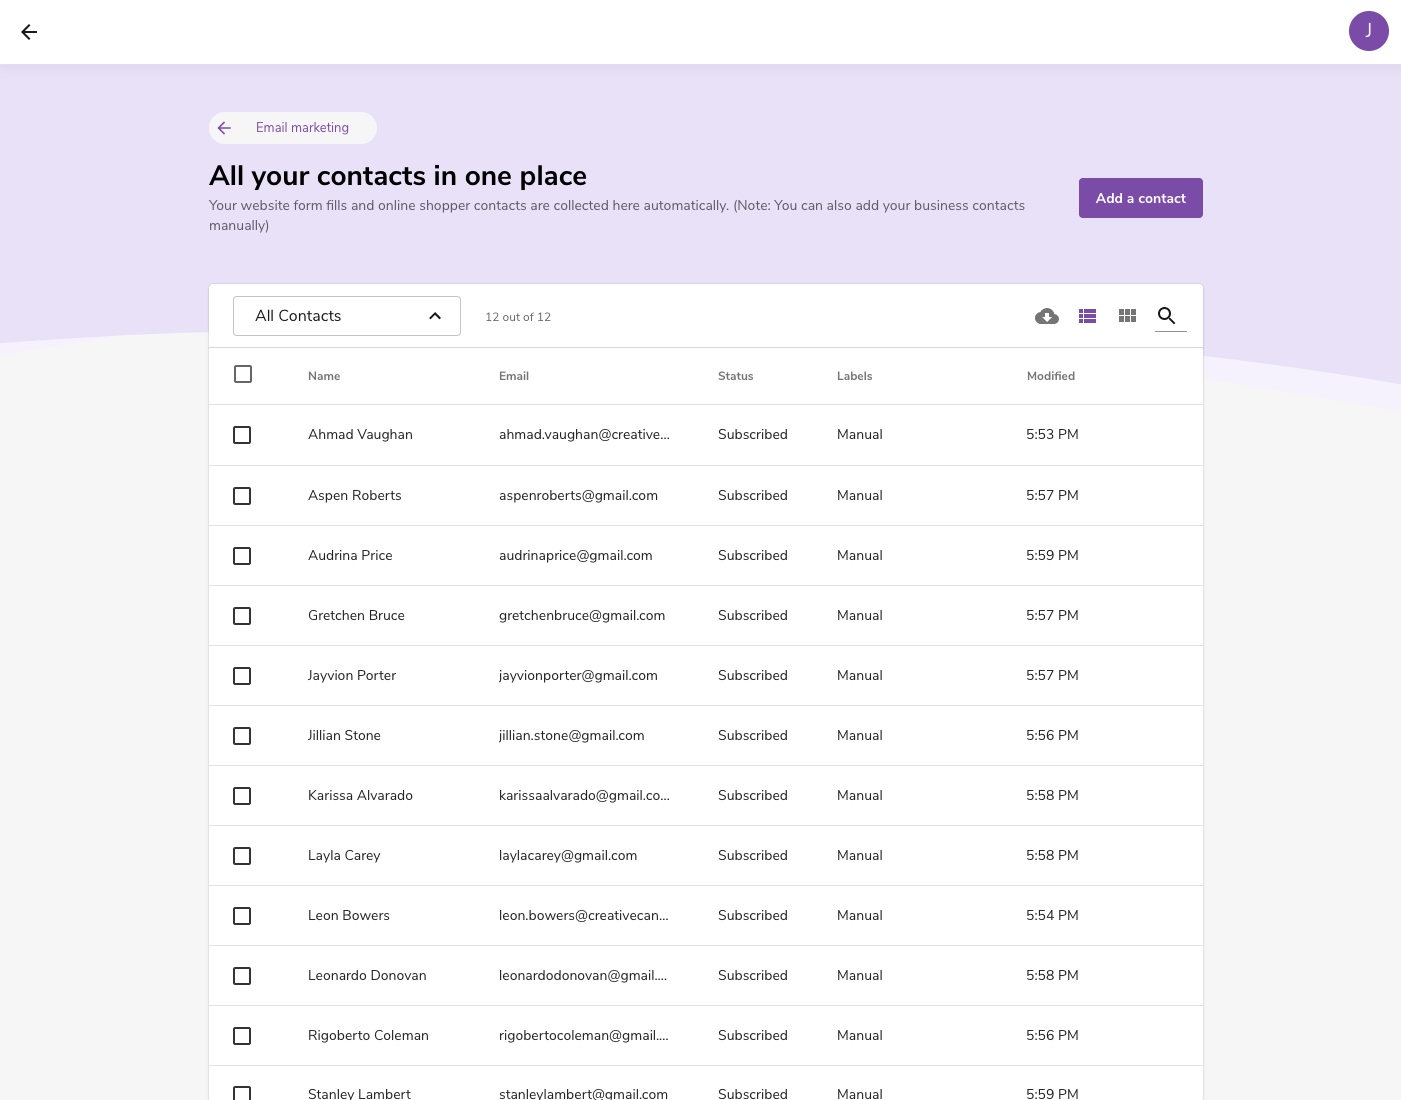 J
Email marketing
All your contacts in one place
Your website form fills and online shopper contacts are collected here automatically. (Note: You can also add your business contacts
manually)
Add a contact
All Contacts 12 out of 12
Name Email Status Labels Modified
Ahmad Vaughan ahmad.vaughan@creative... Subscribed Manual 5:53 PM
Aspen Roberts aspenroberts@gmail.com Subscribed Manual 5:57 PM
Audrina Price audrinaprice@gmail.com Subscribed Manual 5:59 PM
Gretchen Bruce gretchenbruce@gmail.com Subscribed Manual 5:57 PM
Jayvion Porter jayvionporter@gmail.com Subscribed Manual 5:57 PM
Jillian Stone jillian.stone@gmail.com Subscribed Manual 5:56 PM
Karissa Alvarado karissaalvarado@gmail.co... Subscribed Manual 5:58 PM
Layla Carey laylacarey@gmail.com Subscribed Manual 5:58 PM
Leon Bowers leon.bowers@creativecan... Subscribed Manual 5:54 PM
Leonardo Donovan leonardodonovan@gmail.... Subscribed Manual 5:58 PM
Rigoberto Coleman rigobertocoleman@gmail.... Subscribed Manual 5:56 PM
Stanley Lambert stanleylambert@gmail.com Subscribed Manual 5:59 PM